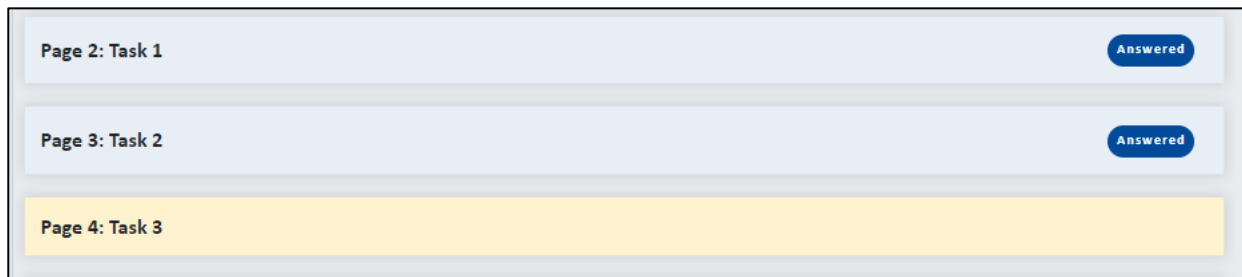 Page 2: Task 1 Answered
Page 3: Task 2 Answered
Page 4: Task 3